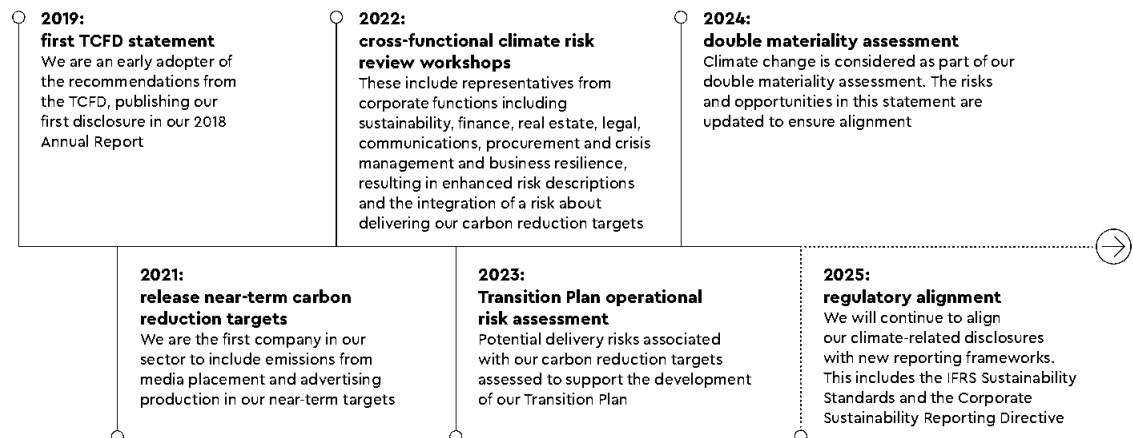 2019:
first TCFD statement
We are an early adopter of
the recommendations from
the TCFD, publishing our
first disclosure in our 2018
Annual Report
2022:
cross-functional climate risk
review workshops
These include representatives from
corporate functions including
sustainability, finance, real estate, legal,
communications, procurement and crisis
management and business resilience,
resulting in enhanced risk descriptions
and the integration of a risk about
delivering our carbon reduction targets
2024:
double materiality assessment
Climate change is considered as part of our
double materiality assessment. The risks
and opportunities in this statement are
updated to ensure alignment
2021:
release near-term carbon
reduction targets
We are the first company in our
sector to include emissions from
media placement and advertising
production in our near-term targets
2023:
Transition Plan operational
risk assessment
Potential delivery risks associated
with our carbon reduction targets
assessed to support the development
of our Transition Plan
2025:
regulatory alignment
We will continue to align
our climate-related disclosures
with new reporting frameworks.
This includes the IFRS Sustainability
Standards and the Corporate
Sustainability Reporting Directive